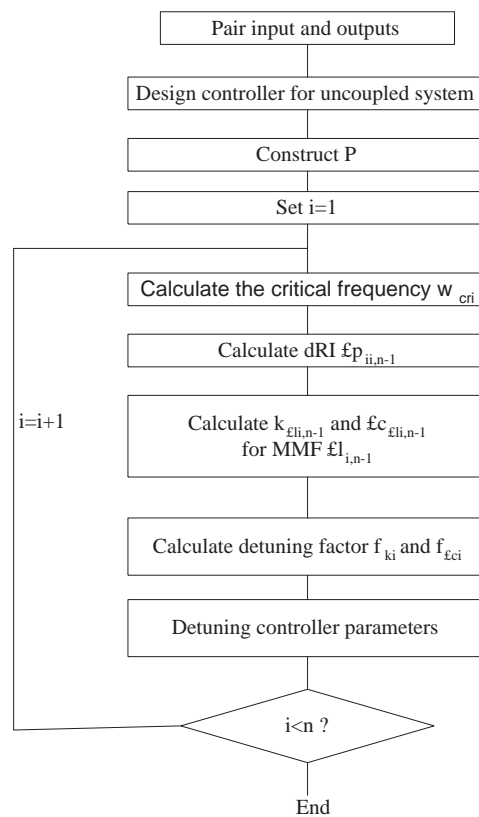 Pair input and outputs
Design controller for uncoupled system
Construct P
Set i=1
Calculate the critical frequency w cri
Calculate dRI £p ii,n-1
i=i+1
Calculate k £li,n-1 and £c £li,n-1
for MMF £l i,n-1
Calculate detuning factor f ki and f £ci
Detuning controller parameters
i<n ?
End